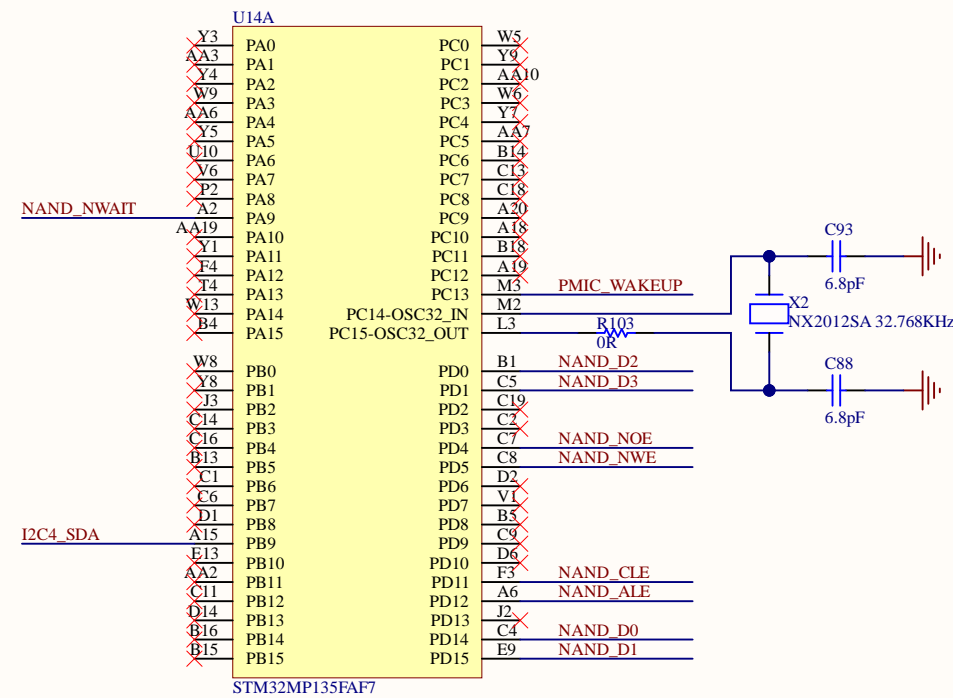 U14A
Y3 PA0 PC0 W5
AA3 PA1 PC1 Y9
Y4 PA2 PC2 AA10
W9 PA3 PC3 W6
AA6 PA4 PC4 Y7
Y5 PA5 PC5 AA7
U10 PA6 PC6 B14
V6 PA7 PC7 C13
P2 PA8 PC8 C18
NAND_NWAIT A2 PA9 PC9 A20
AA19 PA10 PC10 A18
Y1 PA11 PC11 B18
F4 PA12 PC12 A19
T4 PA13 PC13 M3 PMIC_WAKEUP
W13 PA14 PC14-OSC32_IN M2
B4 PA15 PC15-OSC32_OUT L3 R103
0R
C93
6.8pF
X2
NX2012SA 32.768KHz
C88
6.8pF
W8 PB0 PD0 B1 NAND_D2
Y8 PB1 PD1 C5 NAND_D3
J3 PB2 PD2 C19
C14 PB3 PD3 C2
C16 PB4 PD4 C7 NAND_NOE
B13 PB5 PD5 C8 NAND_NWE
C1 PB6 PD6 D2
C6 PB7 PD7 V1
D1 PB8 PD8 B5
I2C4_SDA A15 PB9 PD9 C9
E13 PB10 PD10 D6
AA2 PB11 PD11 F3 NAND_CLE
C11 PB12 PD12 A6 NAND_ALE
D14 PB13 PD13 J2
B16 PB14 PD14 C4 NAND_D0
B15 PB15 PD15 E9 NAND_D1
STM32MP135FAF7